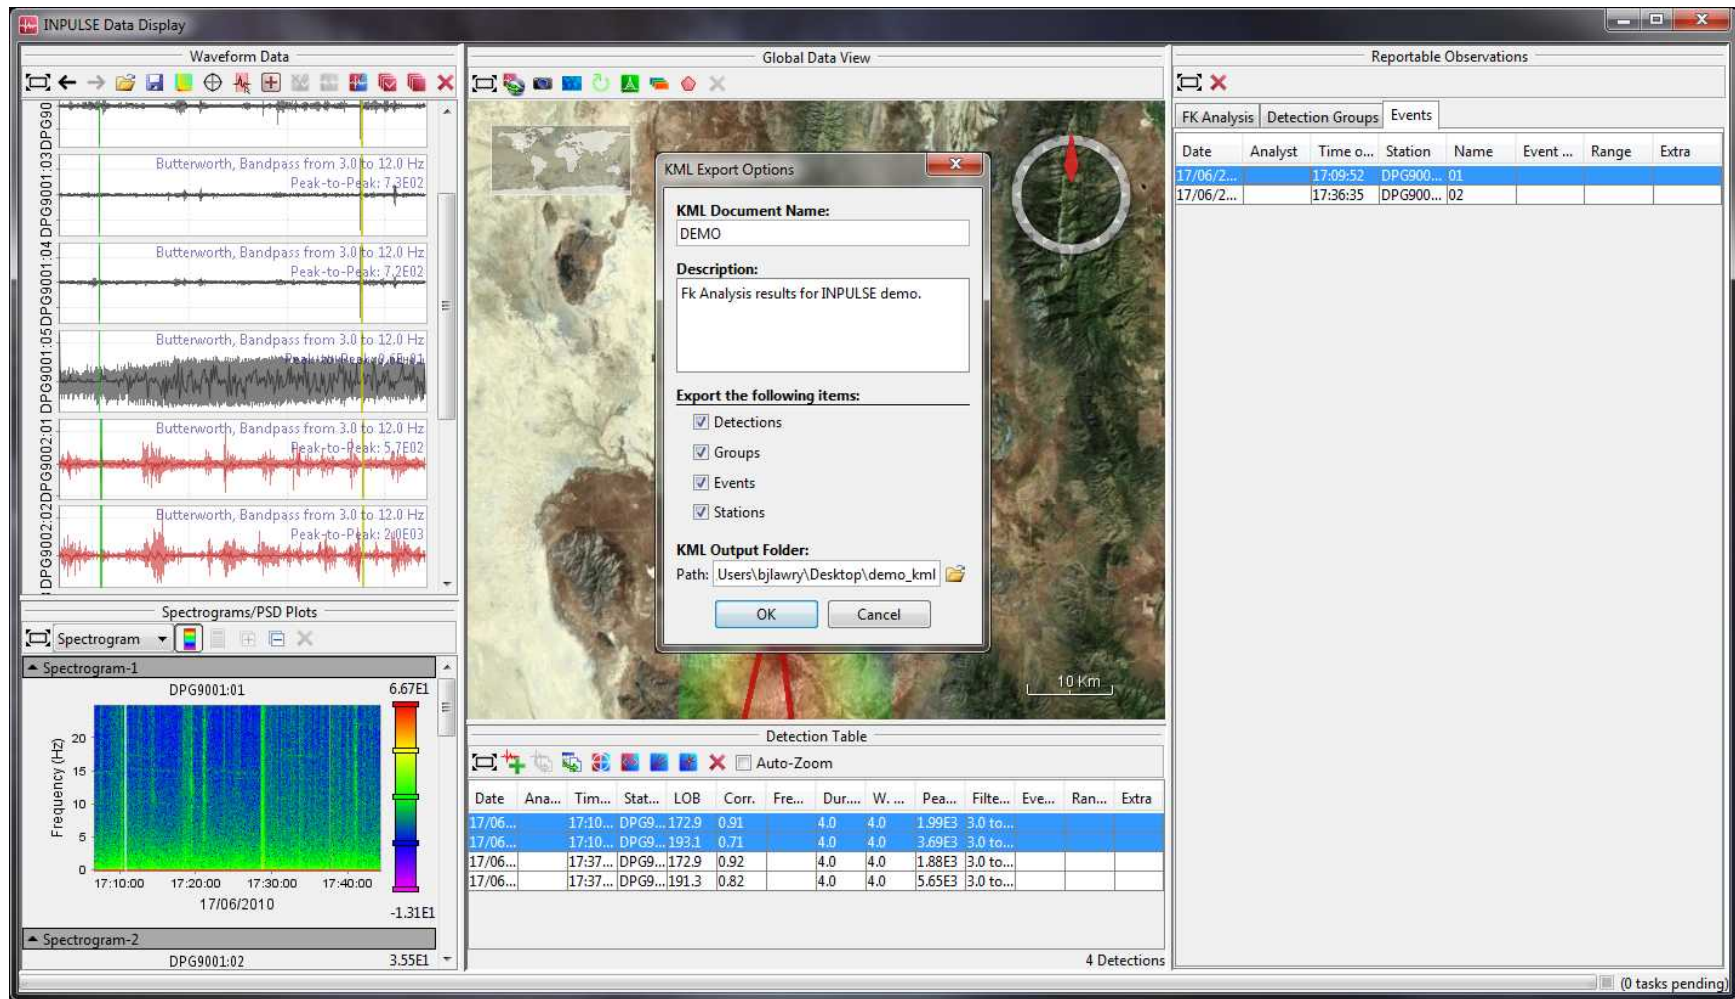 INPULSE Data Display
Waveform Data
DPG90
DPG9001:03
Butterworth, Bandpass from 3.0 to 12.0 Hz
Peak-to-Peak: 7.3E02
DPG9001:04
Butterworth, Bandpass from 3.0 to 12.0 Hz
Peak-to-Peak: 7.2E02
DPG9001:05
Butterworth, Bandpass from 3.0 to 12.0 Hz
DPG9002:01
Butterworth, Bandpass from 3.0 to 12.0 Hz
Peak-to-Peak: 5.7E02
DPG9002:02
Butterworth, Bandpass from 3.0 to 12.0 Hz
Peak-to-Peak: 2.0E03
Spectrograms/PSD Plots
Spectrogram
Spectrogram-1
DPG9001:01 6.67E1
Frequency (Hz)
20
15
10
5
0
17:10:00 17:20:00 17:30:00 17:40:00
17/06/2010
-1.31E1
Spectrogram-2
DPG9001:02 3.55E1
Global Data View
KML Export Options
KML Document Name:
DEMO
Description:
Fk Analysis results for INPULSE demo.
Export the following items:
Detections
Groups
Events
Stations
KML Output Folder:
Path: Users\bjlawry\Desktop\demo_kml
OK Cancel
10 Km
Detection Table
Auto-Zoom
Date Ana... Tim... Stat... LOB Corr. Fre... Dur.... W. ... Pea... Filte... Eve... Ran... Extra
17/06... 17:10... DPG9... 172.9 0.91 4.0 4.0 1.99E3 3.0 to...
17/06... 17:10... DPG9... 193.1 0.71 4.0 4.0 3.69E3 3.0 to...
17/06... 17:37... DPG9... 172.9 0.92 4.0 4.0 1.88E3 3.0 to...
17/06... 17:37... DPG9... 191.3 0.82 4.0 4.0 5.65E3 3.0 to...
4 Detections
Reportable Observations
FK Analysis Detection Groups Events
Date Analyst Time o... Station Name Event ... Range Extra
17/06/2... 17:09:52 DPG900... 01
17/06/2... 17:36:35 DPG900... 02
(0 tasks pending)